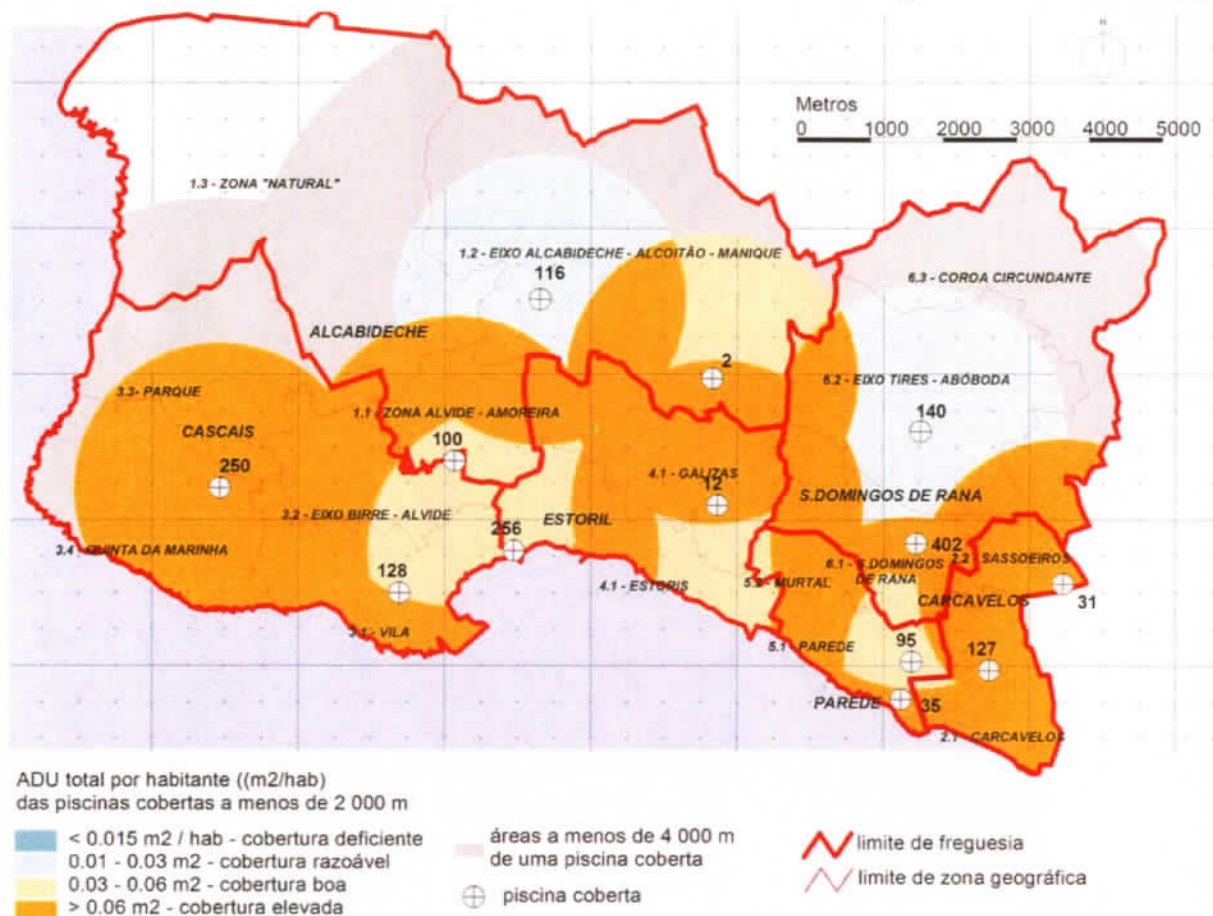 Metros
0 1000 2000 3000 4000 5000
1.3 - ZONA "NATURAL"
1.2 - EIXO ALCABIDECHE - ALCOITÃO - MANIQUE
116
6.3 - COROA CIRCUNDANTE
ALCABIDECHE
2
3.3- PARQUE
6.2 - EIXO TIRES - ABÓBODA
1.1 - ZONA ALVIDE - AMOREIRA
140
CASCAIS
100
250
4.1 - GALIZAS
12
S.DOMINGOS DE RANA
3.2 - EIXO BIRRE - ALVIDE
256
ESTORIL
402
3.4 - QUINTA DA MARINHA
2.2 - SASSOEIROS
128
4.1 - ESTORIS
5.2 - MURTAL
6.1 - S.DOMINGOS
DE RANA
CARCAVELOS
31
3.1 - VILA
5.1 - PAREDE
95
127
PAREDE
35
2.1 - CARCAVELOS
ADU total por habitante ((m2/hab)
das piscinas cobertas a menos de 2 000 m
< 0.015 m2 / hab - cobertura deficiente
0.01 - 0.03 m2 - cobertura razoável
0.03 - 0.06 m2 - cobertura boa
> 0.06 m2 - cobertura elevada
áreas a menos de 4 000 m
de uma piscina coberta
piscina coberta
limite de freguesia
limite de zona geográfica